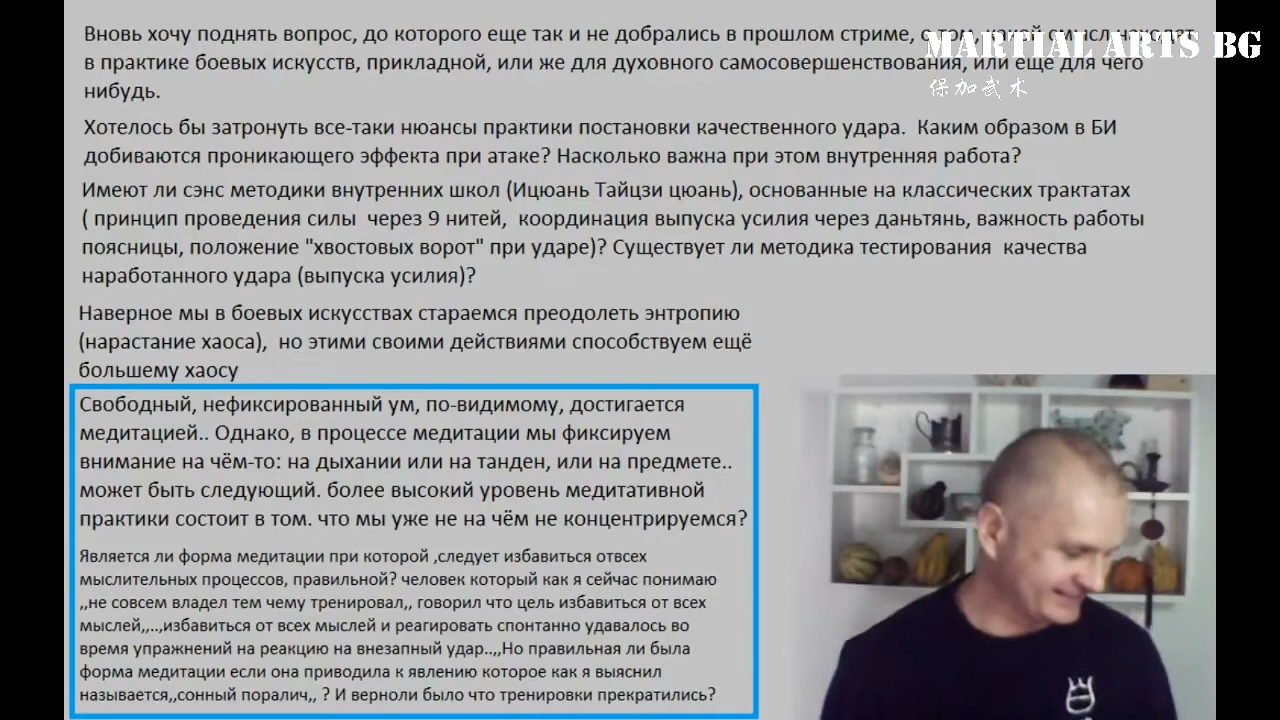 Вновь хочу поднять вопрос, до которого еще так и не добрались в прошлом стриме,
MARTIAL ARTS BG
в практике боевых искусств, прикладной, или же для духовного самосовершенствования, или еще для чего
保加武术
нибудь.
Хотелось бы затронуть все-таки нюансы практики постановки качественного удара. Каким образом в БИ
добиваются проникающего эффекта при атаке? Насколько важна при этом внутренняя работа?
Имеют ли сэнс методики внутренних школ (Ицюань Тайцзи цюань), основанные на классических трактатах
( принцип проведения силы через 9 нитей, координация выпуска усилия через даньтянь, важность работы
поясницы, положение "хвостовых ворот" при ударе)? Существует ли методика тестирования качества
наработанного удара (выпуска усилия)?
Наверное мы в боевых искусствах стараемся преодолеть энтропию
(нарастание хаоса), но этими своими действиями способствуем ещё
большему хаосу
Свободный, нефиксированный ум, по-видимому, достигается
медитацией.. Однако, в процессе медитации мы фиксируем
внимание на чём-то: на дыхании или на танден, или на предмете..
может быть следующий. более высокий уровень медитативной
практики состоит в том. что мы уже не на чём не концентрируемся?
Является ли форма медитации при которой ,следует избавиться отвсех
мыслительных процессов, правильной? человек который как я сейчас понимаю
,,не совсем владел тем чему тренировал,, говорил что цель избавиться от всех
мыслей,,..,избавиться от всех мыслей и реагировать спонтанно удавалось во
время упражнений на реакцию на внезапный удар..,,Но правильная ли была
форма медитации если она приводила к явлению которое как я выяснил
называется,,сонный поралич,, ? И верноли было что тренировки прекратились?